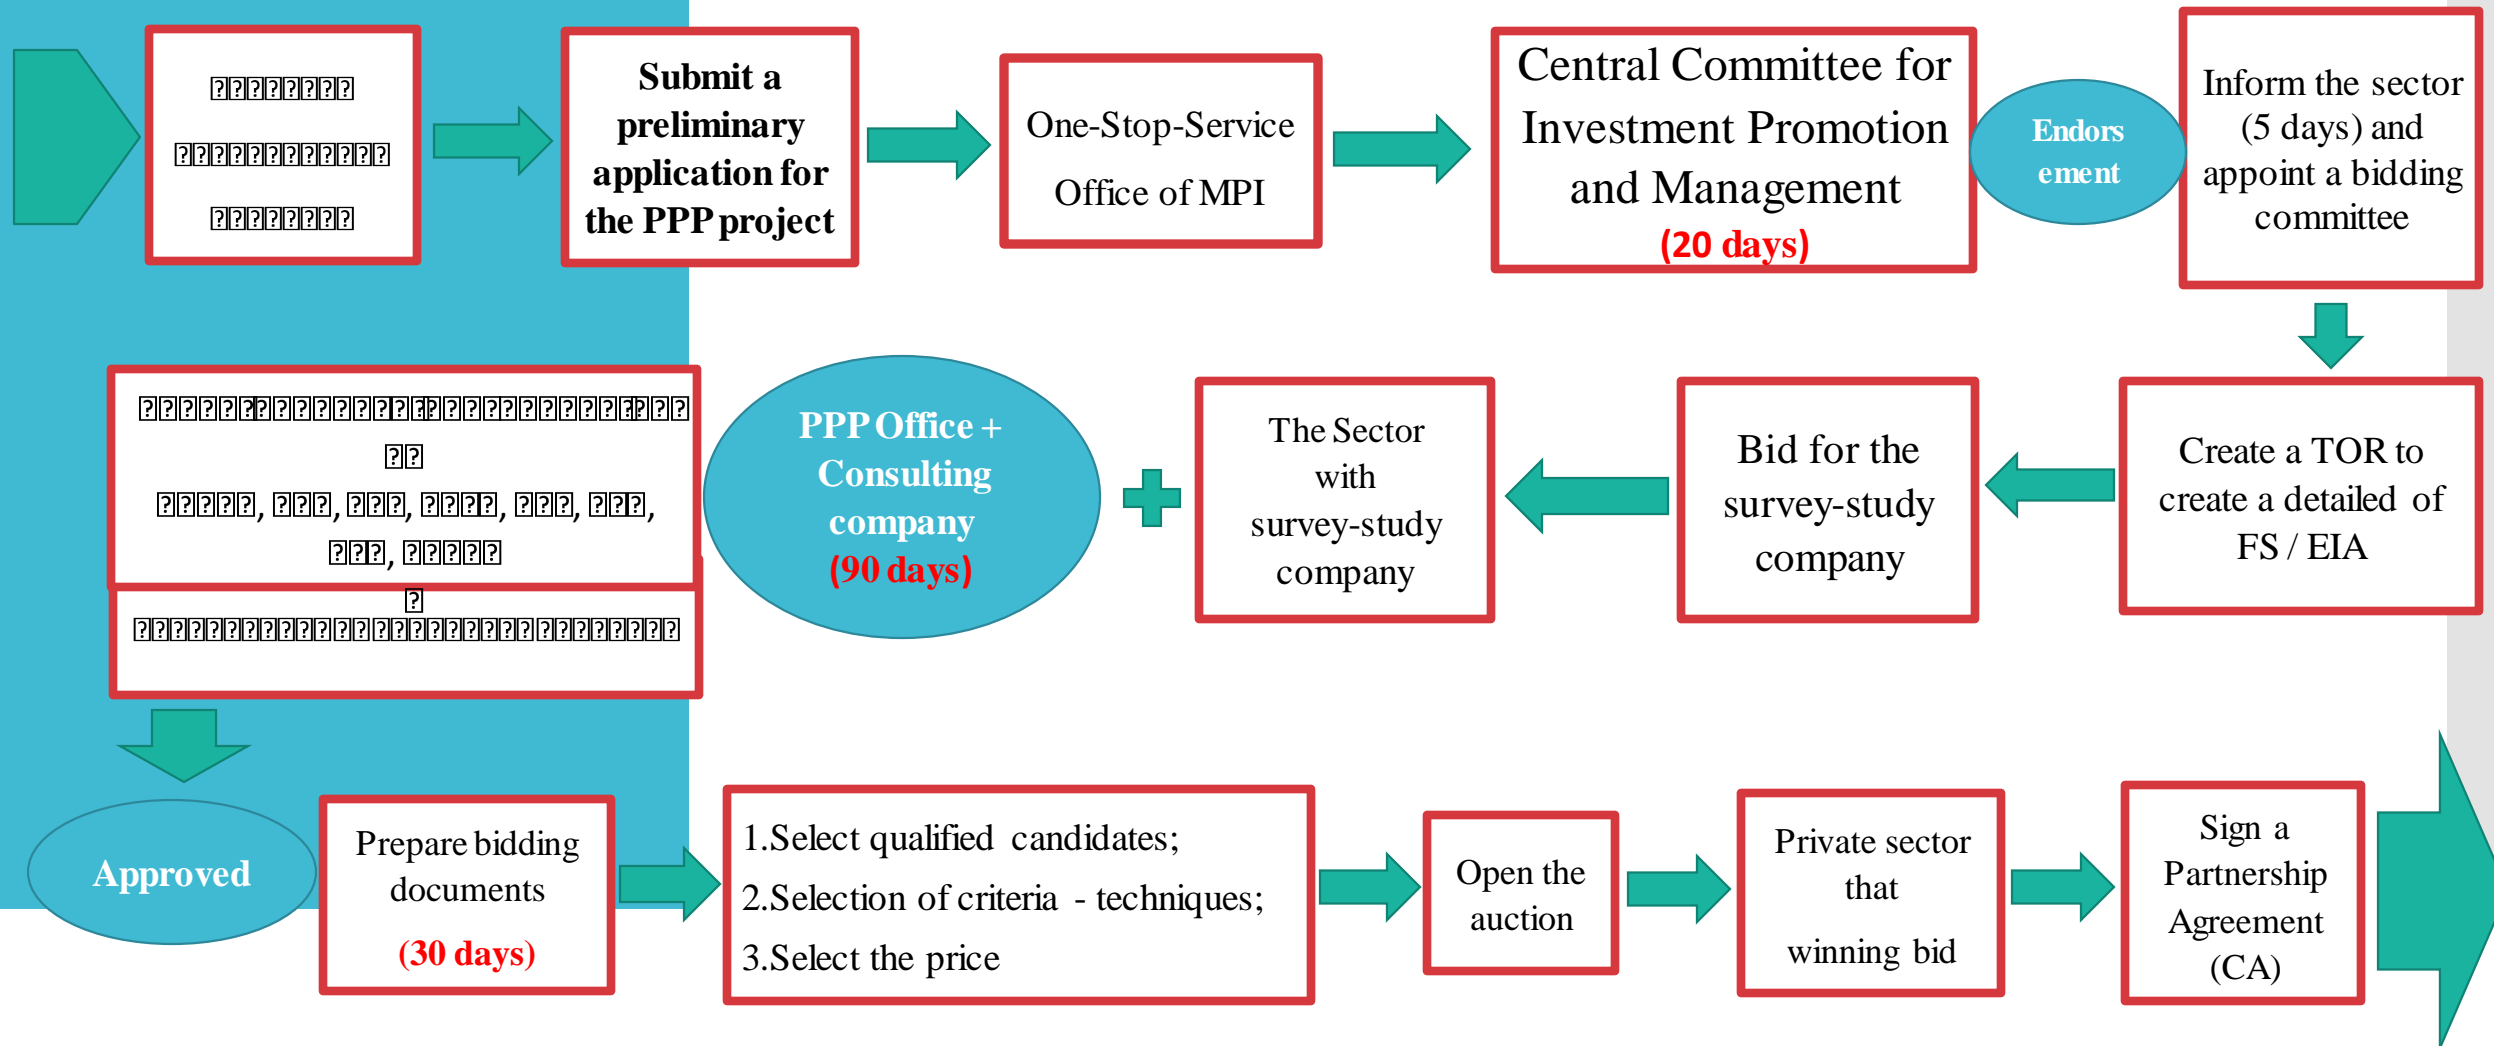 Submit a
preliminary
application for
the PPP project
One-Stop-Service
Office of MPI
Central Committee for
Investment Promotion
and Management
(20 days)
Endors
ement
Inform the sector
(5 days) and
appoint a bidding
committee
PPP Office +
Consulting
company
(90 days)
The Sector
with
survey-study
company
Bid for the
survey-study
company
Create a TOR to
create a detailed of
FS / EIA
Approved
Prepare bidding
documents
(30 days)
1.Select qualified candidates;
2.Selection of criteria - techniques;
3.Select the price
Open the
auction
Private sector
that
winning bid
Sign a
Partnership
Agreement
(CA)